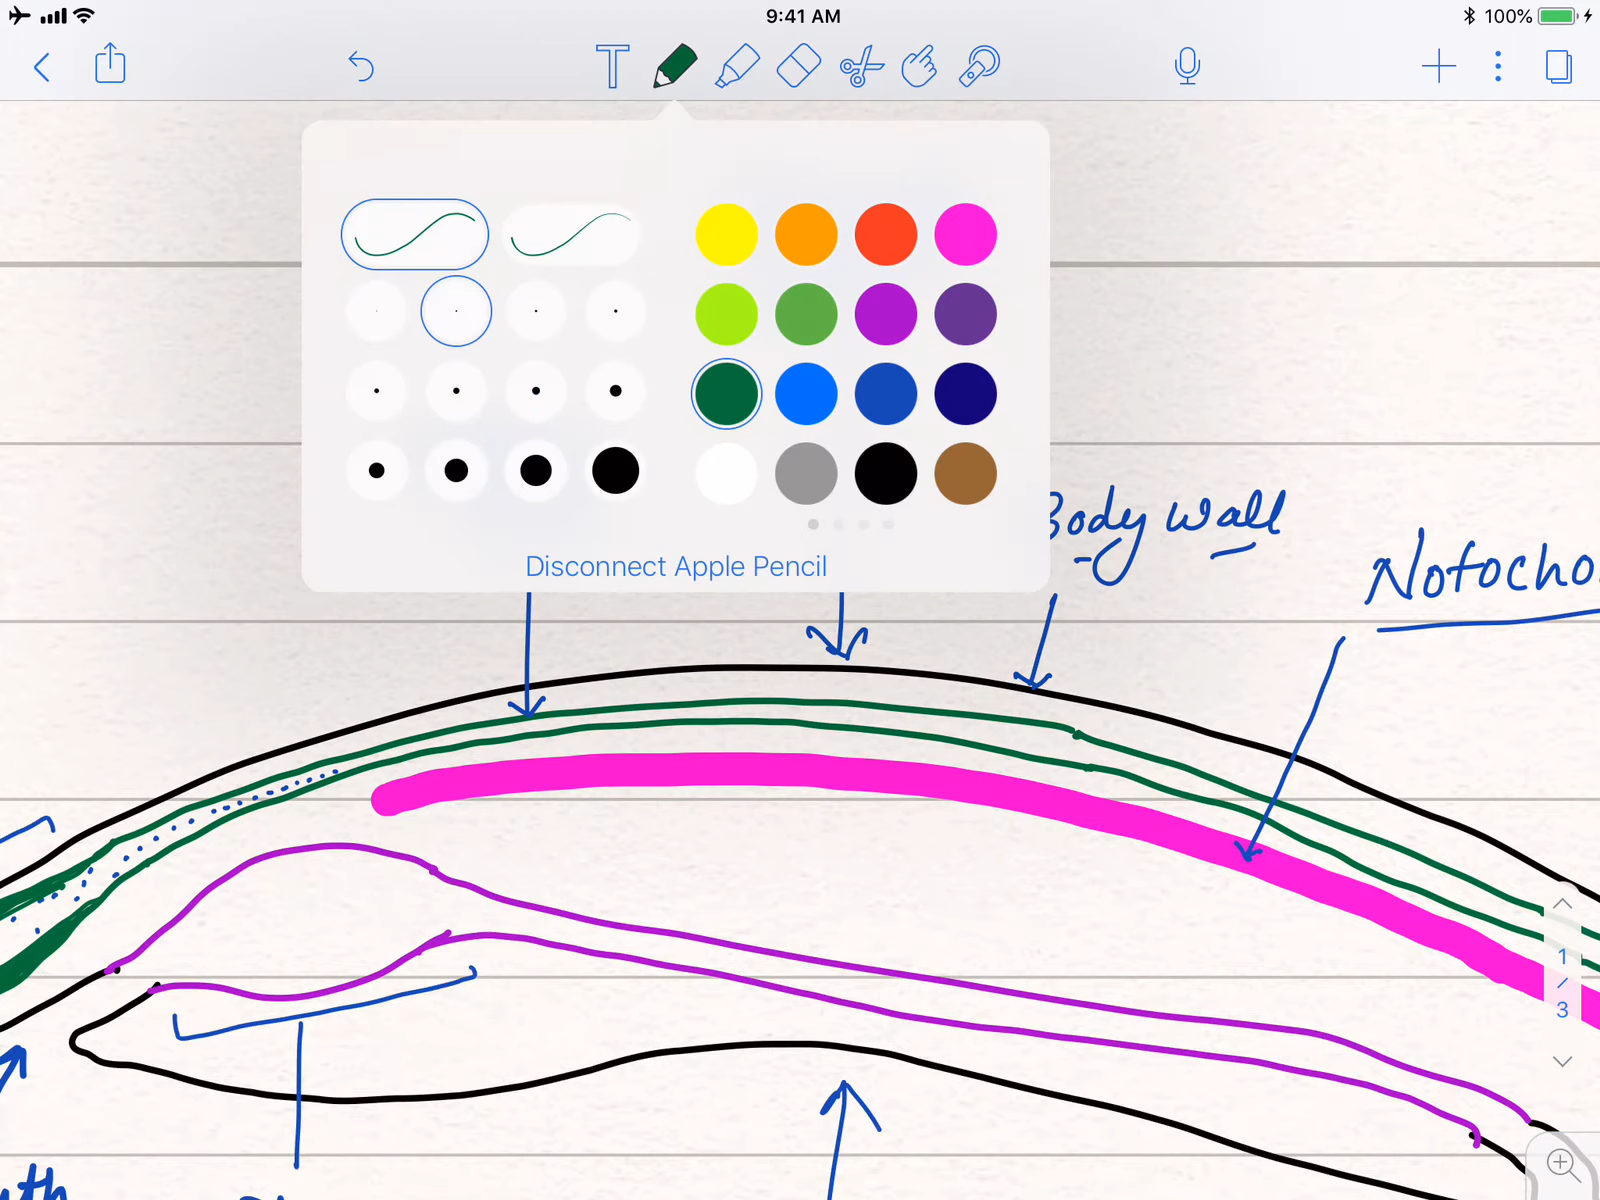 9:41 AM
100%
T
Disconnect Apple Pencil
Body Wall
Notocho
1
/
3